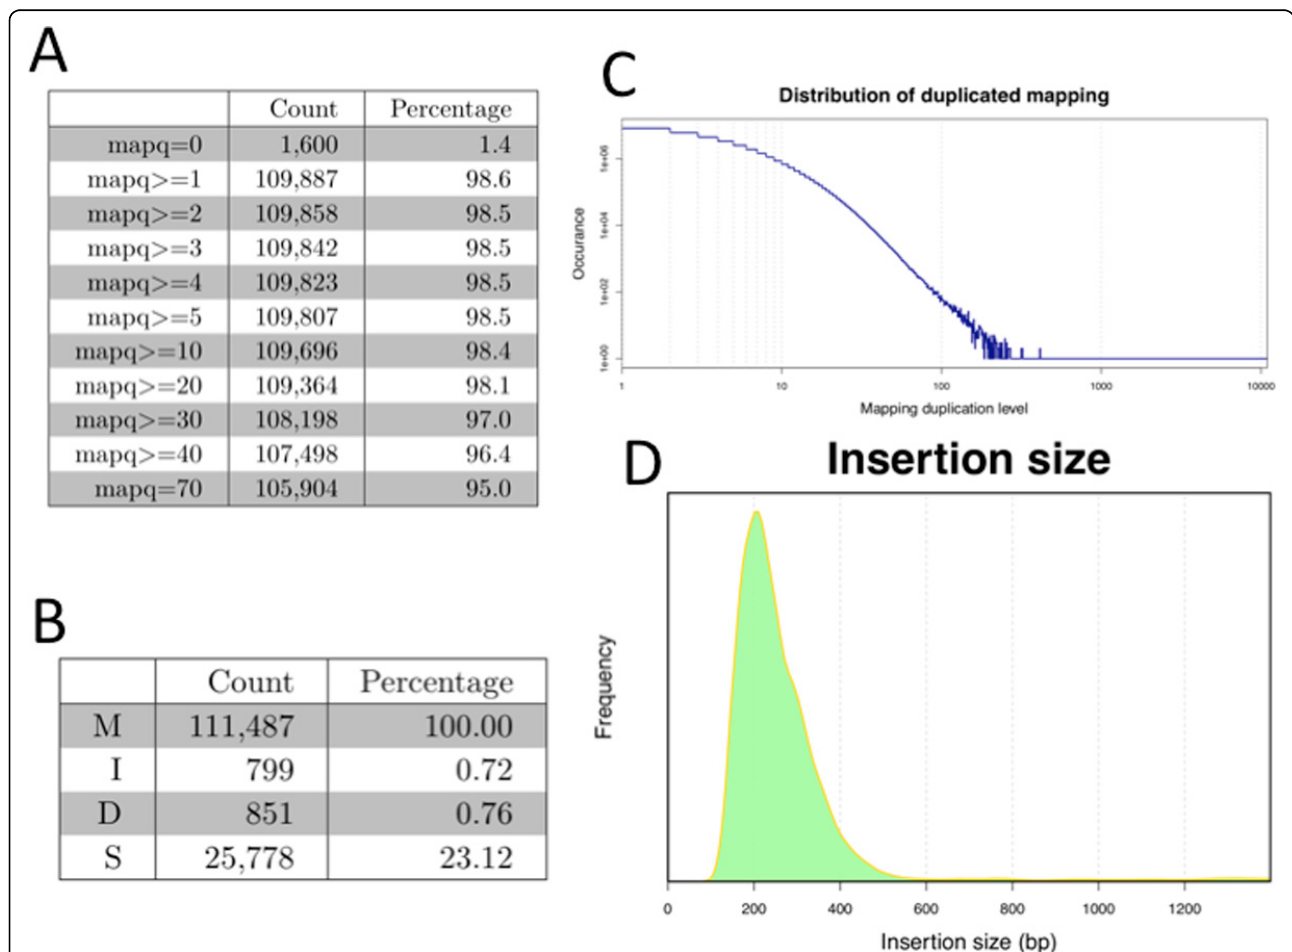 A
Count Percentage
mapq=0 1,600 1.4
mapq>=1 109,887 98.6
mapq>=2 109,858 98.5
mapq>=3 109,842 98.5
mapq>=4 109,823 98.5
mapq>=5 109,807 98.5
mapq>=10 109,696 98.4
mapq>=20 109,364 98.1
mapq>=30 108,198 97.0
mapq>=40 107,498 96.4
mapq=70 105,904 95.0
B
Count Percentage
M 111,487 100.00
I 799 0.72
D 851 0.76
S 25,778 23.12
C
Distribution of duplicated mapping
Occurance
1e+06
1e+04
1e+02
1e+00
1 10 100 1000 10000
Mapping duplication level
D
Insertion size
Frequency
0 200 400 600 800 1000 1200
Insertion size (bp)